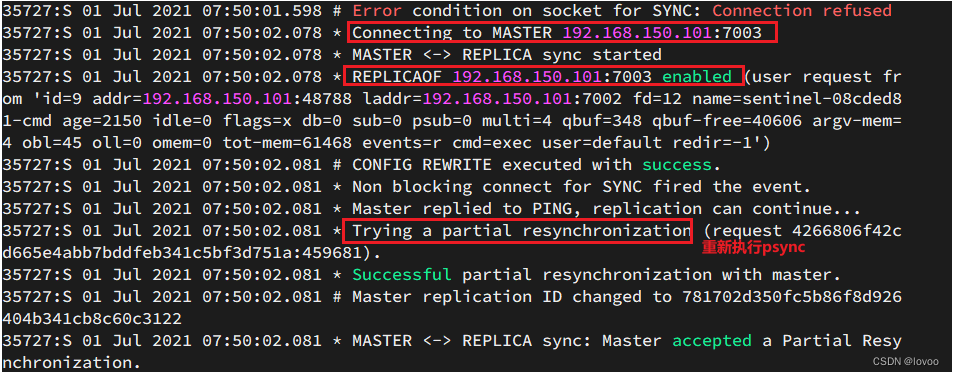 35727:S 01 Jul 2021 07:50:01.598 # Error condition on socket for SYNC: Connection refused
35727:S 01 Jul 2021 07:50:02.078 * Connecting to MASTER 192.168.150.101:7003
35727:S 01 Jul 2021 07:50:02.078 * MASTER <-> REPLICA sync started
35727:S 01 Jul 2021 07:50:02.078 * REPLICAOF 192.168.150.101:7003 enabled (user request fr
om 'id=9 addr=192.168.150.101:48788 laddr=192.168.150.101:7002 fd=12 name=sentinel-08cded8
1-cmd age=2150 idle=0 flags=x db=0 sub=0 psub=0 multi=4 qbuf=348 qbuf-free=40606 argv-mem=
4 obl=45 oll=0 omem=0 tot-mem=61468 events=r cmd=exec user=default redir=-1')
35727:S 01 Jul 2021 07:50:02.081 # CONFIG REWRITE executed with success.
35727:S 01 Jul 2021 07:50:02.081 * Non blocking connect for SYNC fired the event.
35727:S 01 Jul 2021 07:50:02.081 * Master replied to PING, replication can continue...
35727:S 01 Jul 2021 07:50:02.081 * Trying a partial resynchronization (request 4266806f42c
d665e4abb7bddfeb341c5bf3d751a:459681).
重新执行psync
35727:S 01 Jul 2021 07:50:02.081 * Successful partial resynchronization with master.
35727:S 01 Jul 2021 07:50:02.081 # Master replication ID changed to 781702d350fc5b86f8d926
404b341cb8c60c3122
35727:S 01 Jul 2021 07:50:02.081 * MASTER <-> REPLICA sync: Master accepted a Partial Resy
nchronization.
CSDN @lovoo